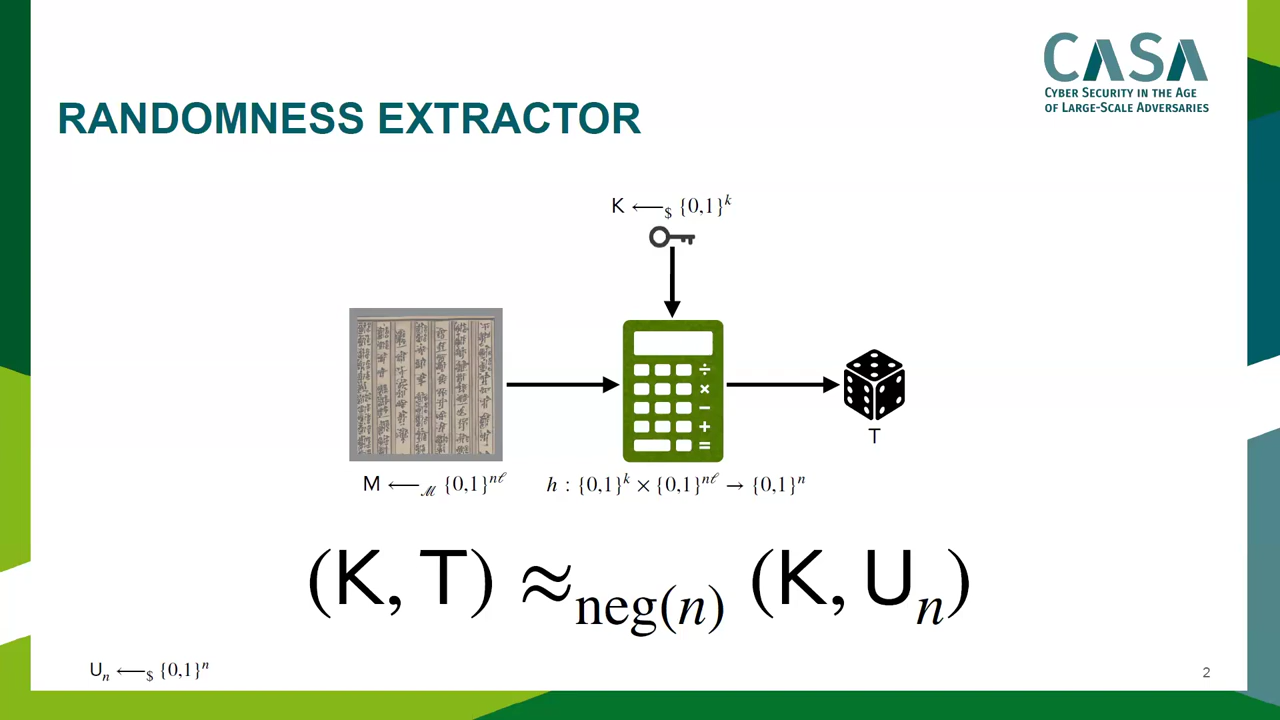 CASA
CYBER SECURITY IN THE AGE
OF LARGE-SCALE ADVERSARIES
RANDOMNESS EXTRACTOR
K ⟵$ {0,1}^k
÷
×
−
+
=
T
M ⟵ℳ {0,1}^{nℓ}
h : {0,1}^k × {0,1}^{nℓ} → {0,1}^n
(K, T) ≈_{neg(n)} (K, U_n)
U_n ⟵$ {0,1}^n
2